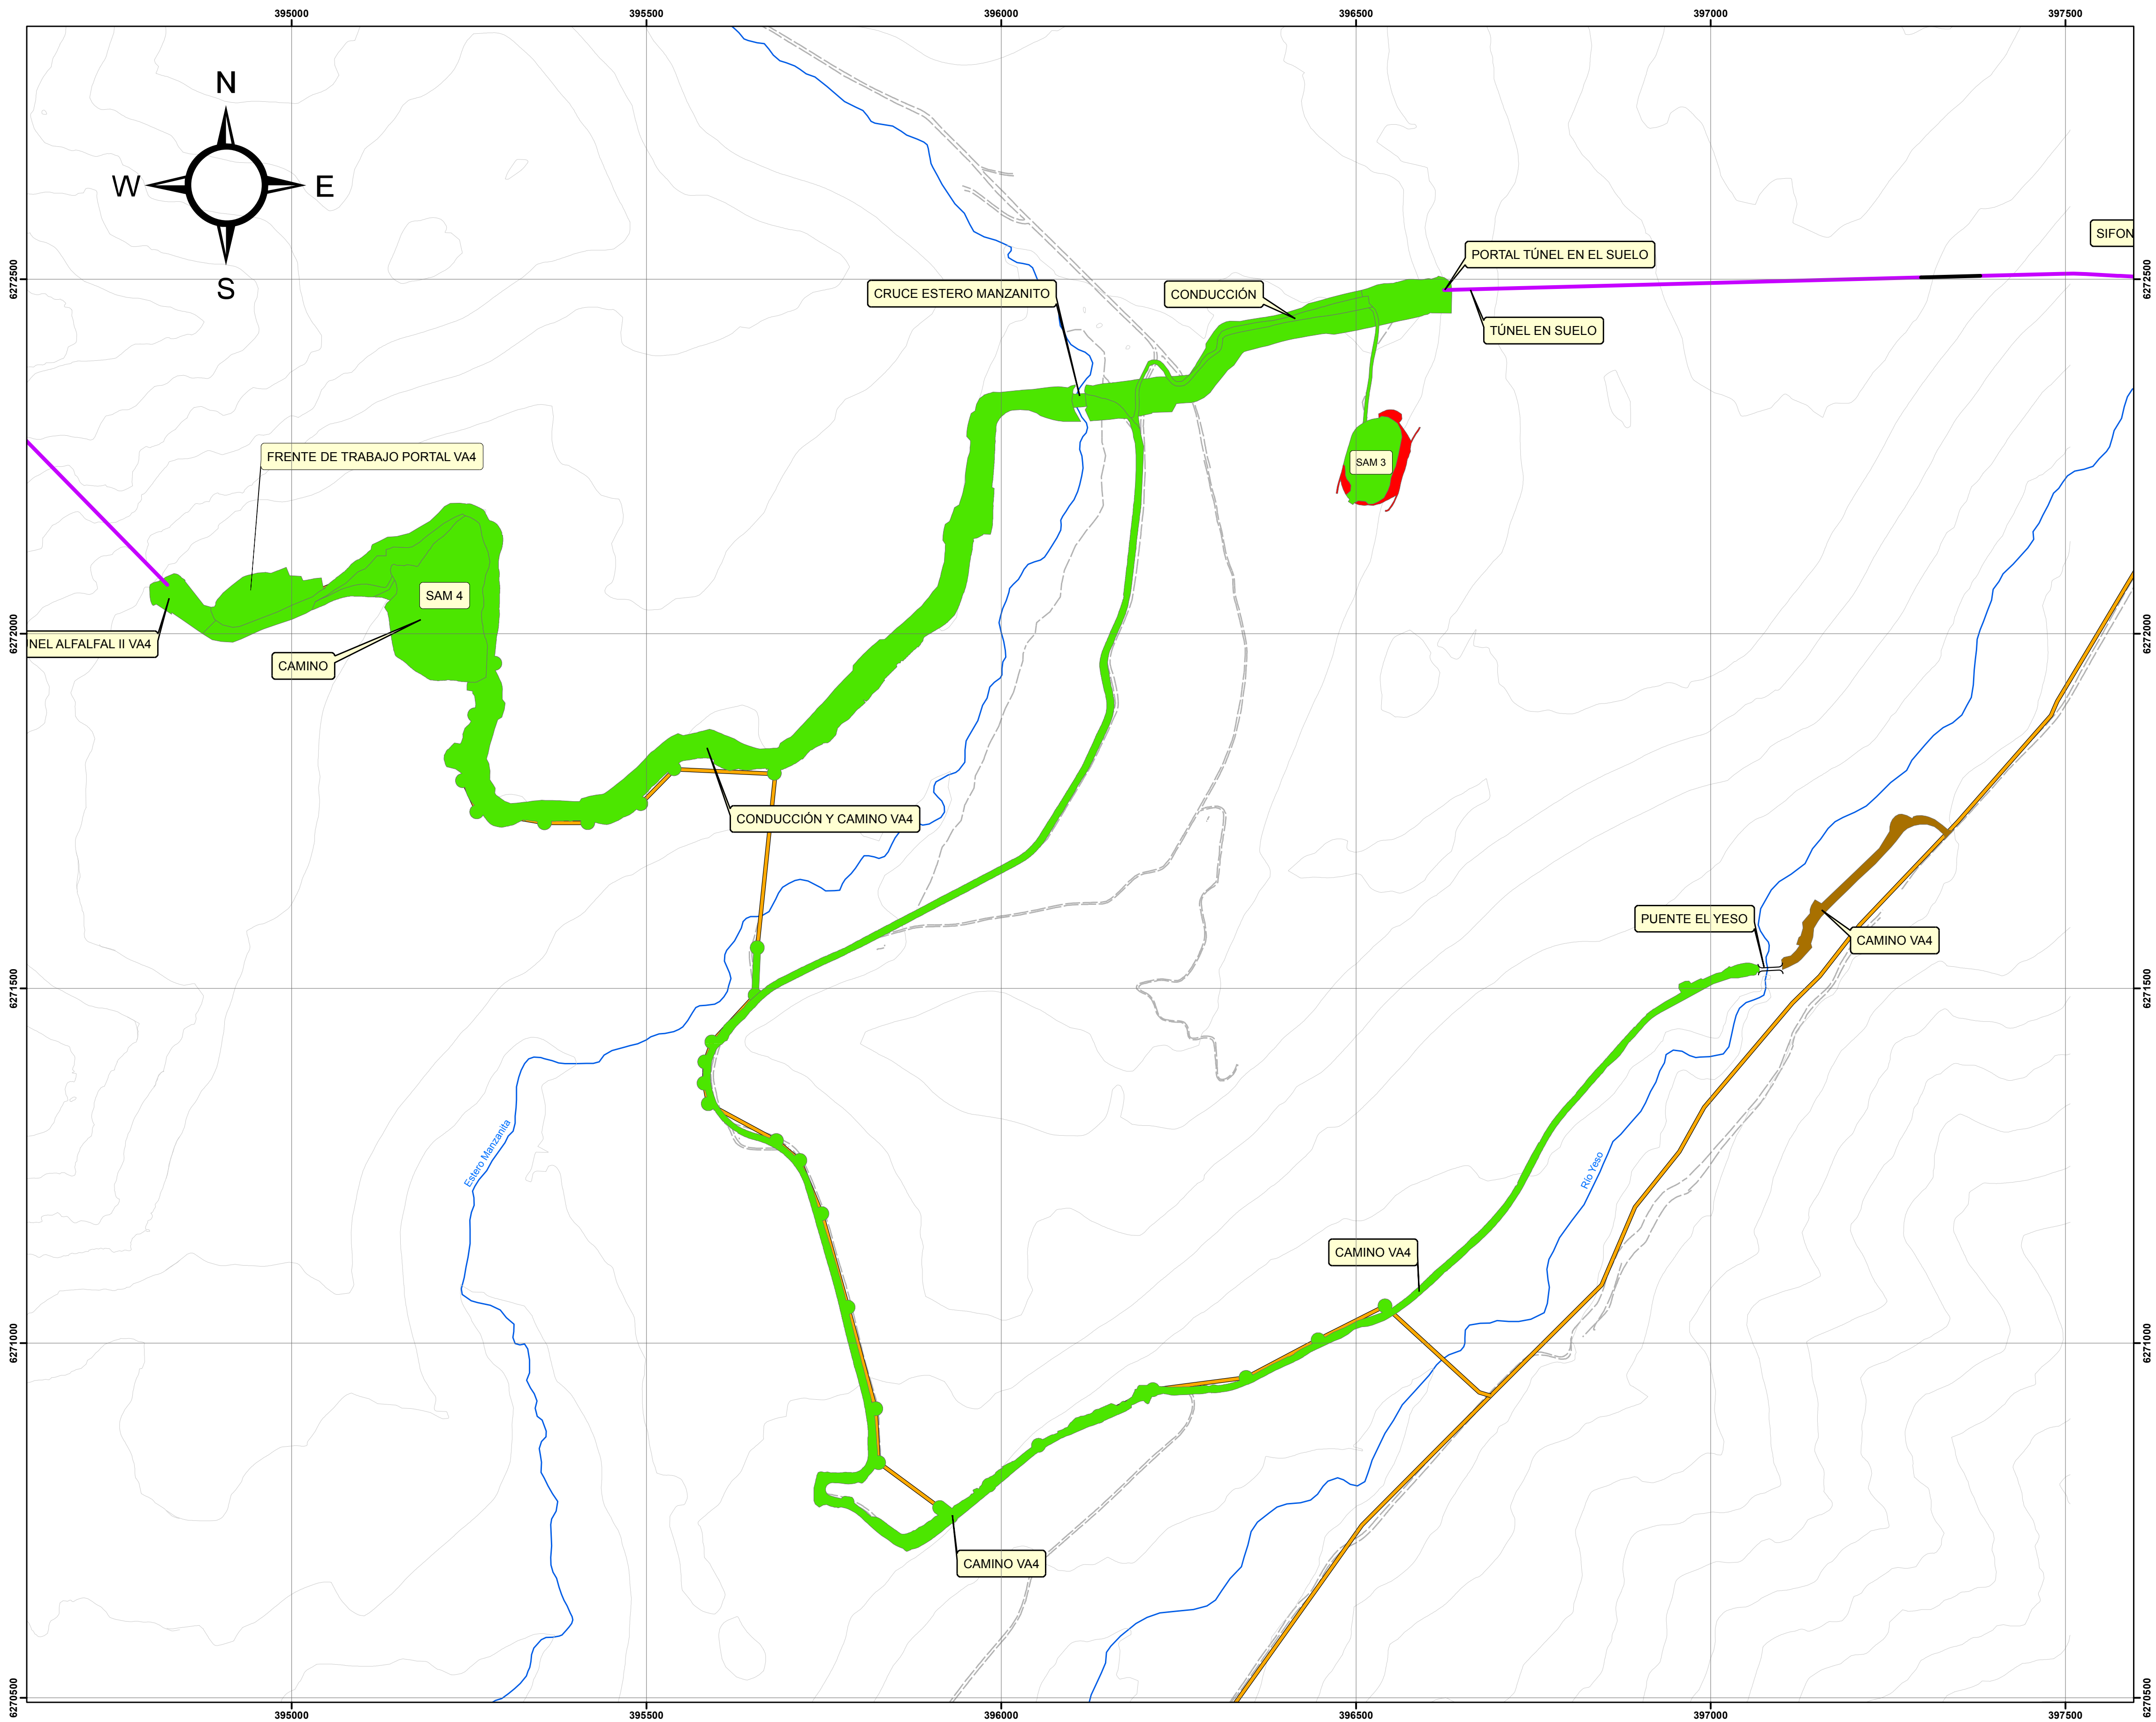 395000
395500
396000
396500
397000
397500
N
W
E
S
6272500
6272500
SIFON
PORTAL TÚNEL EN EL SUELO
CRUCE ESTERO MANZANITO
CONDUCCIÓN
TÚNEL EN SUELO
FRENTE DE TRABAJO PORTAL VA4
SAM 3
SAM 4
6272000
6272000
NEL ALFALFAL II VA4
CAMINO
CONDUCCIÓN Y CAMINO VA4
PUENTE EL YESO
CAMINO VA4
6271500
6271500
Estero Manzanita
Río Yeso
CAMINO VA4
6271000
6271000
CAMINO VA4
6270500
6270500
395000
395500
396000
396500
397000
397500